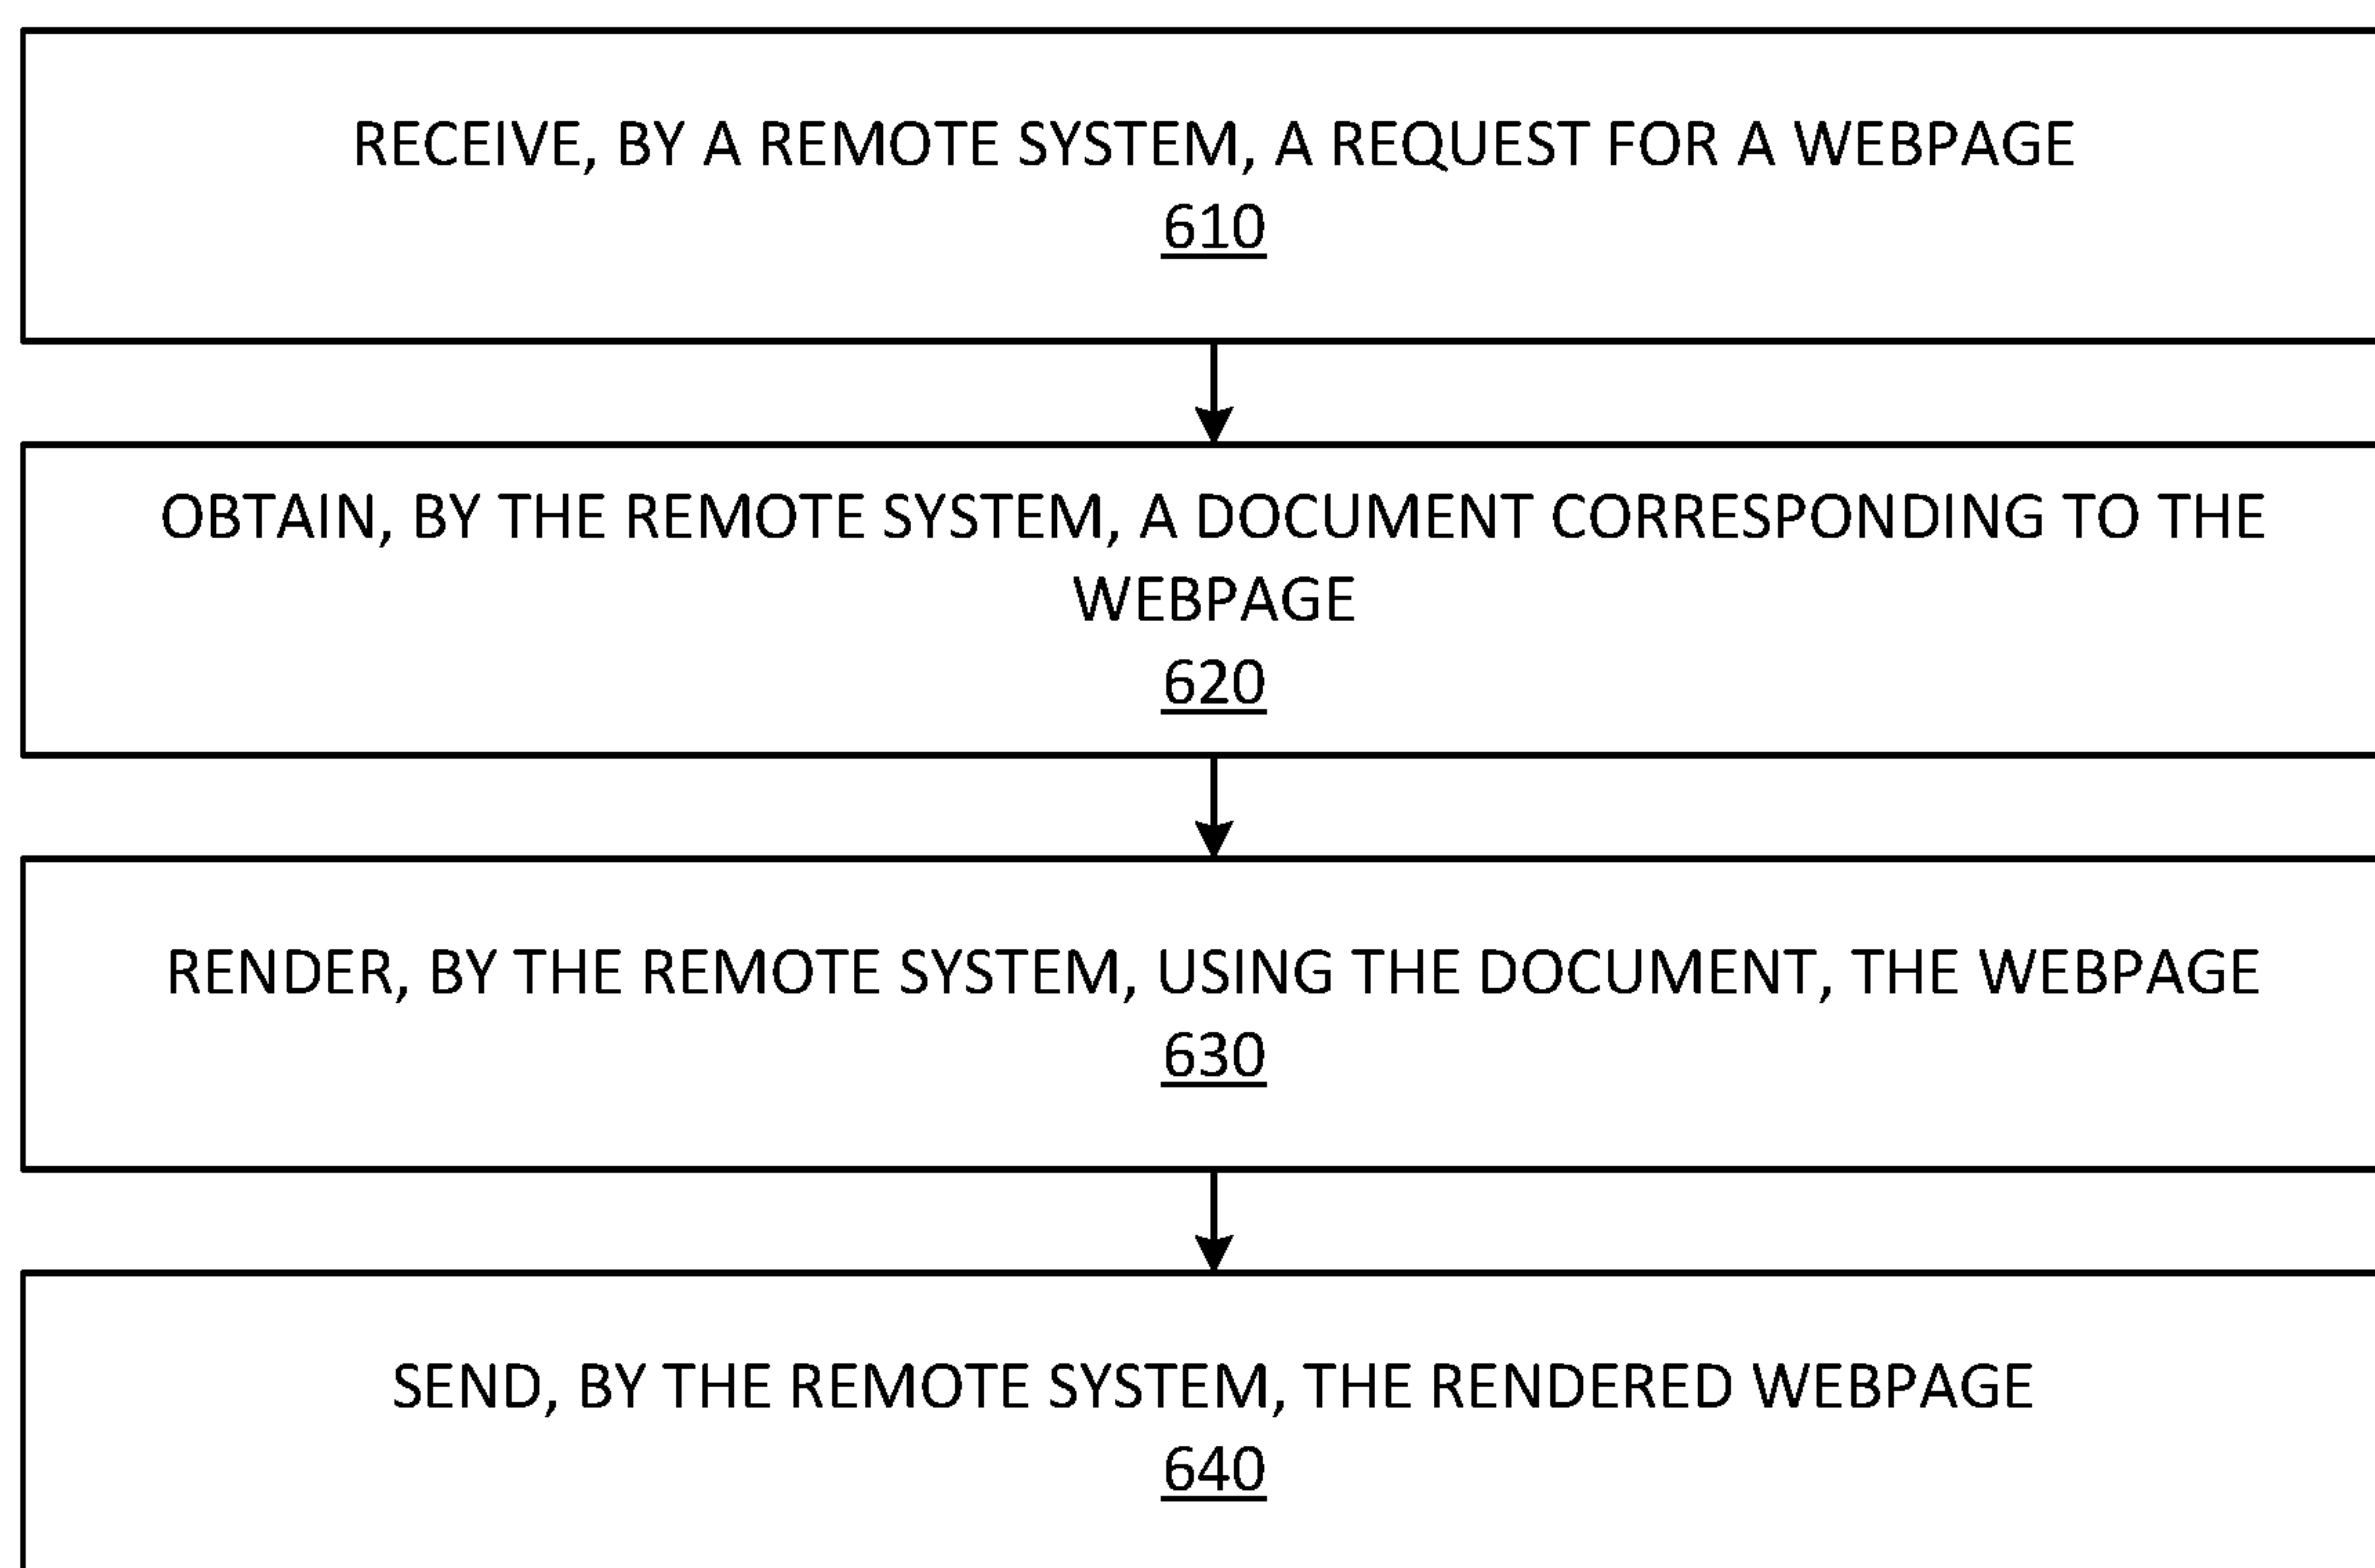 RECEIVE, BY A REMOTE SYSTEM, A REQUEST FOR A WEBPAGE
610
OBTAIN, BY THE REMOTE SYSTEM, A DOCUMENT CORRESPONDING TO THE
WEBPAGE
620
RENDER, BY THE REMOTE SYSTEM, USING THE DOCUMENT, THE WEBPAGE
630
SEND, BY THE REMOTE SYSTEM, THE RENDERED WEBPAGE
640